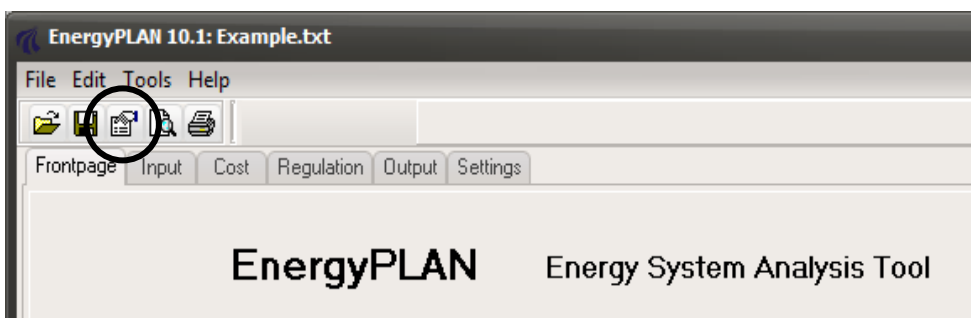 EnergyPLAN 10.1: Example.txt
File Edit Tools Help
Frontpage Input Cost Regulation Output Settings
EnergyPLAN Energy System Analysis Tool